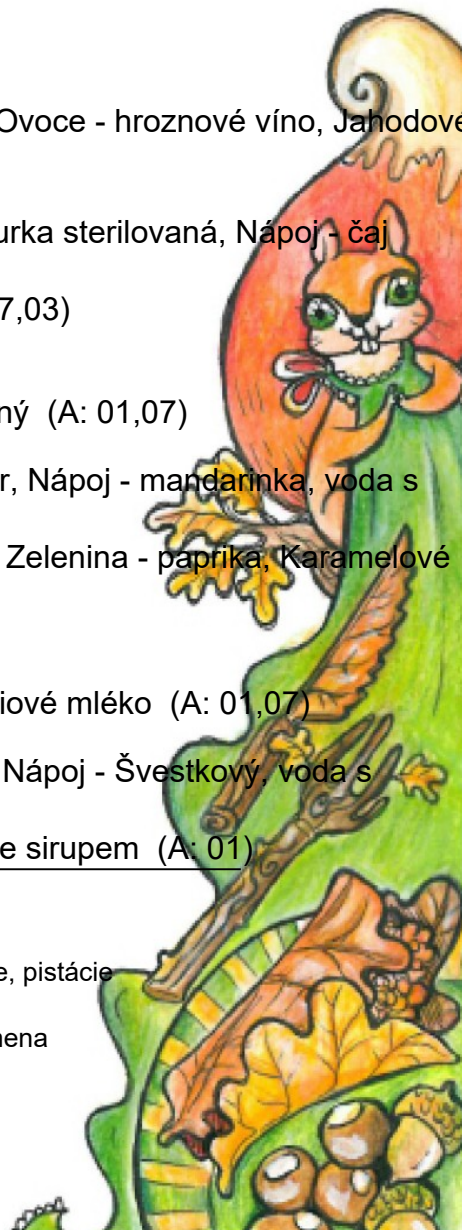 Ovoce - hroznové víno, Jahodové
urka sterilovaná, Nápoj - čaj
7,03)
ný (A: 01,07)
r, Nápoj - mandarinka, voda s
Zelenina - paprika, Karamelové
iové mléko (A: 01,07)
Nápoj - Švestkový, voda s
e sirupem (A: 01)
e, pistácie
nena